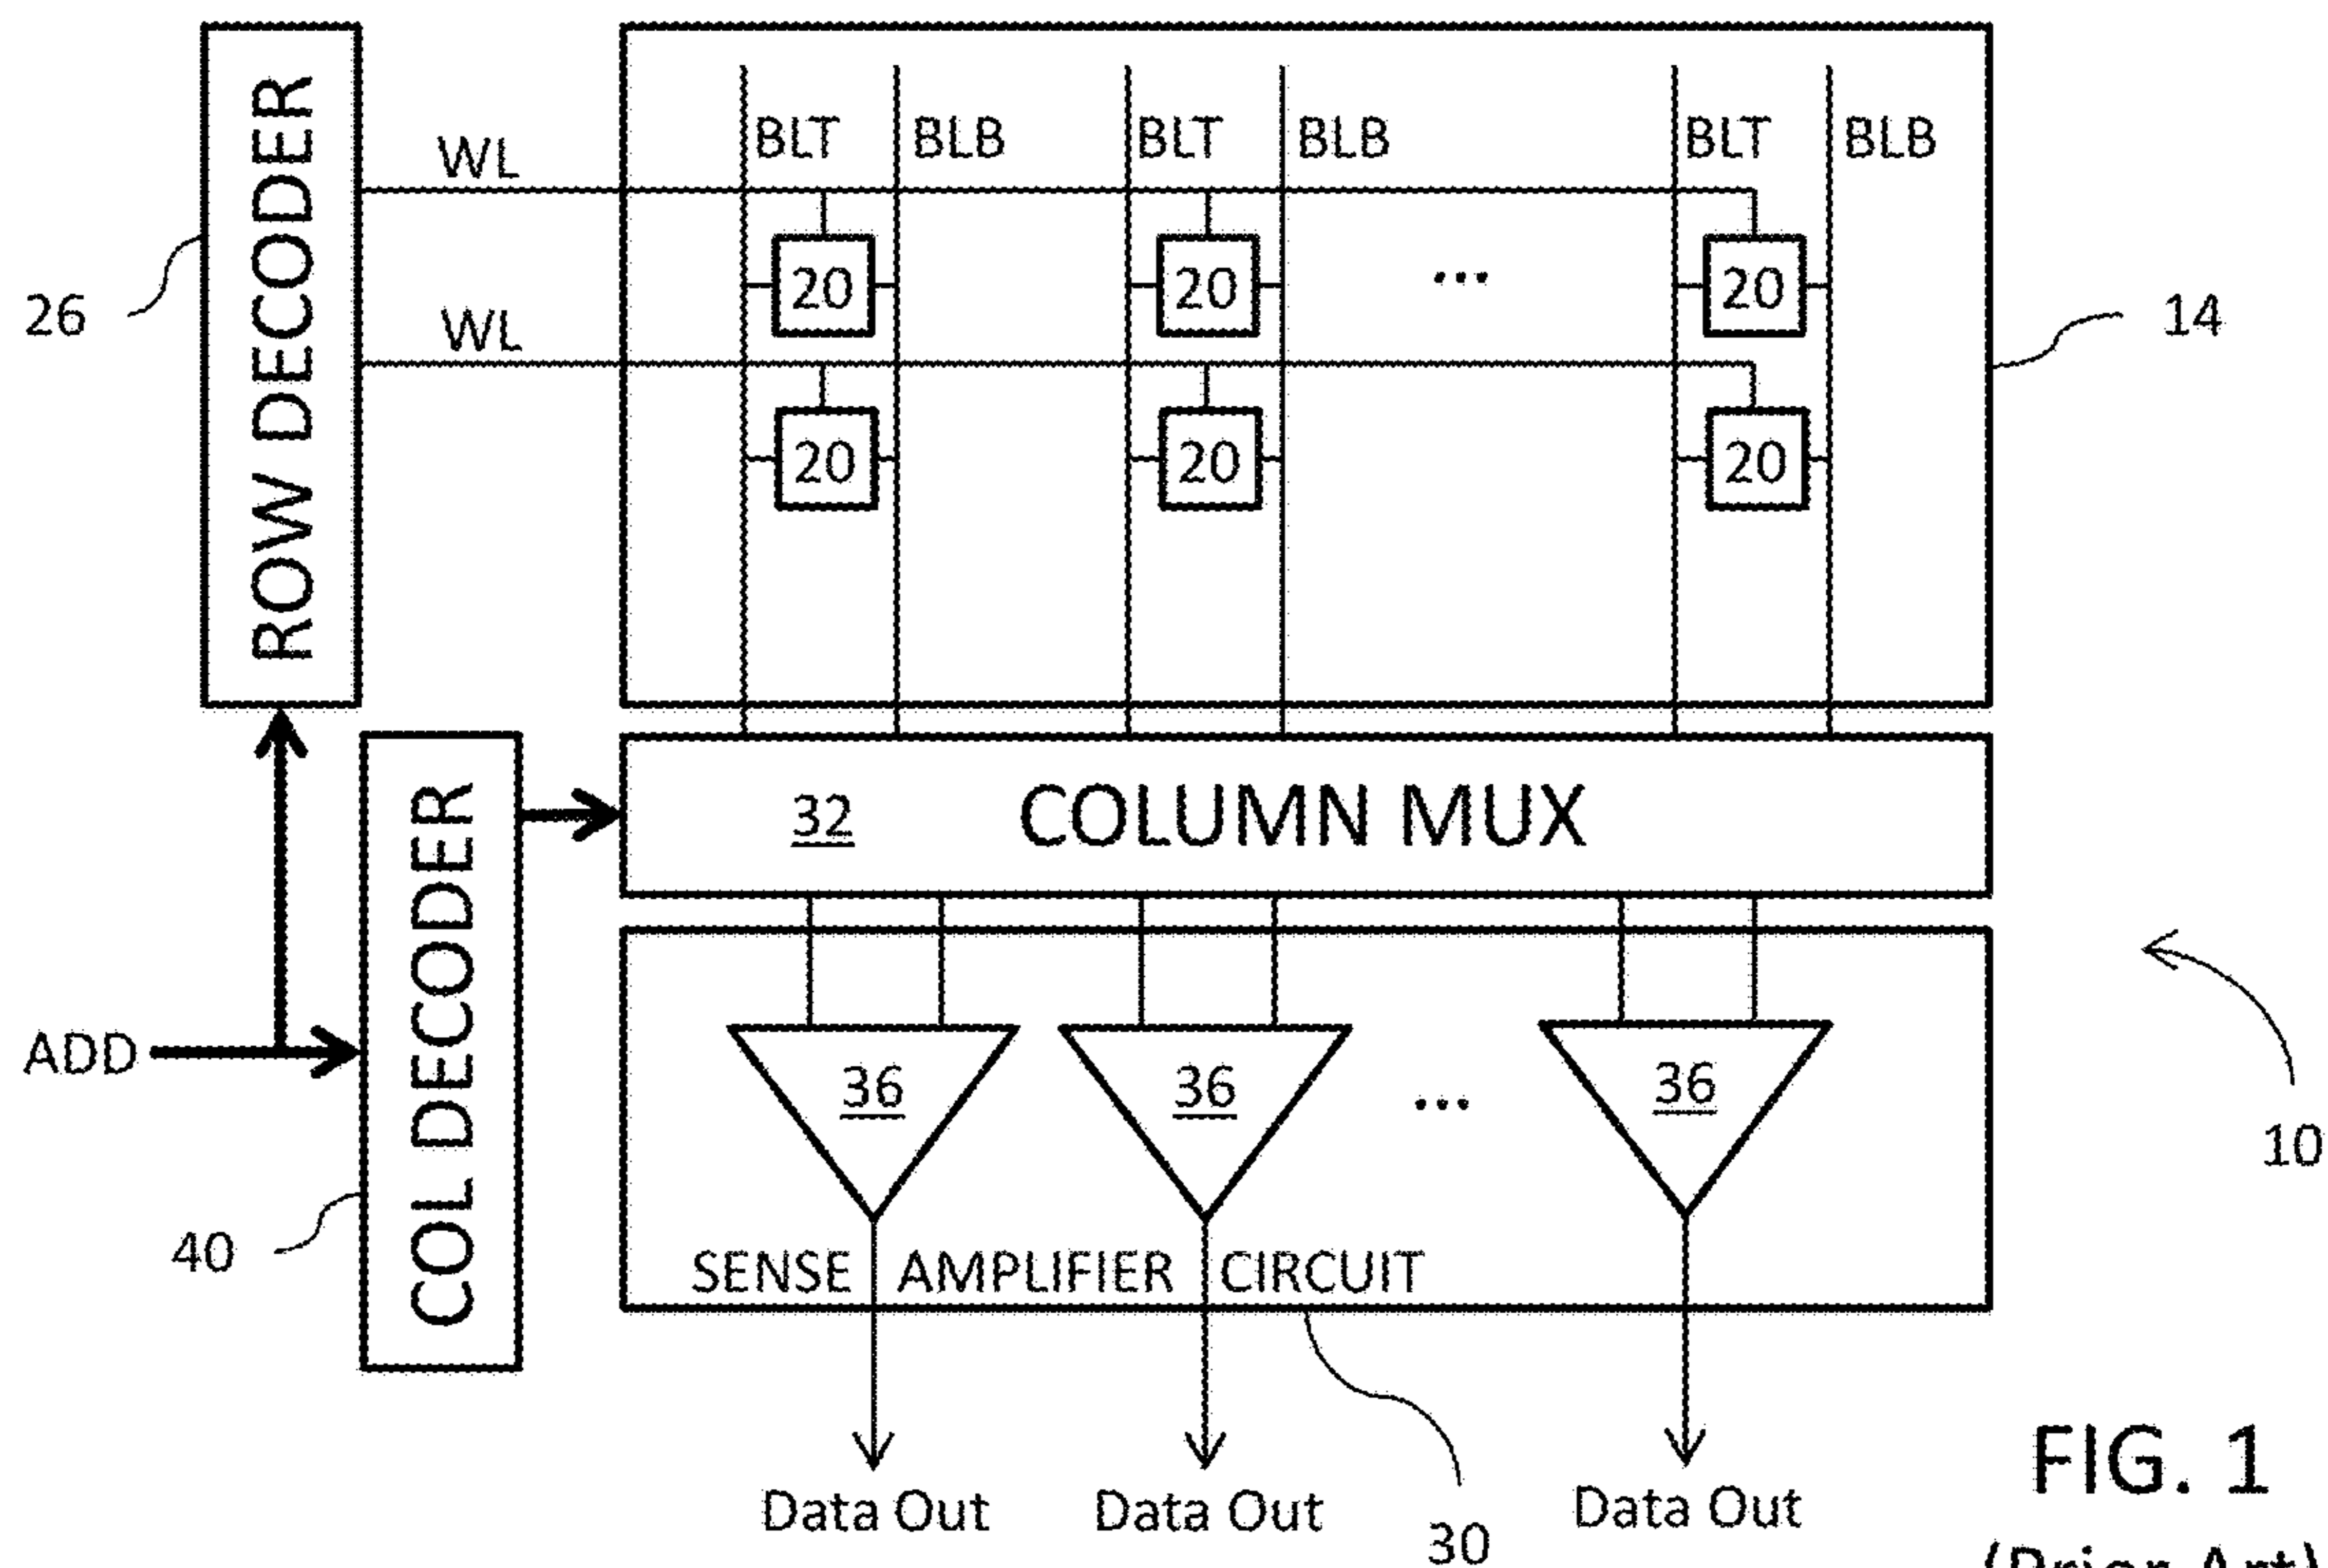 ROW DECODER
26
WL
WL
BLT BLB BLT BLB BLT BLB
20 20 ... 20
20 20 20
14
32 COLUMN MUX
COL DECODER
40
ADD
36 36 ... 36
SENSE AMPLIFIER CIRCUIT
10
30
Data Out Data Out Data Out
FIG. 1
(Prior Art)